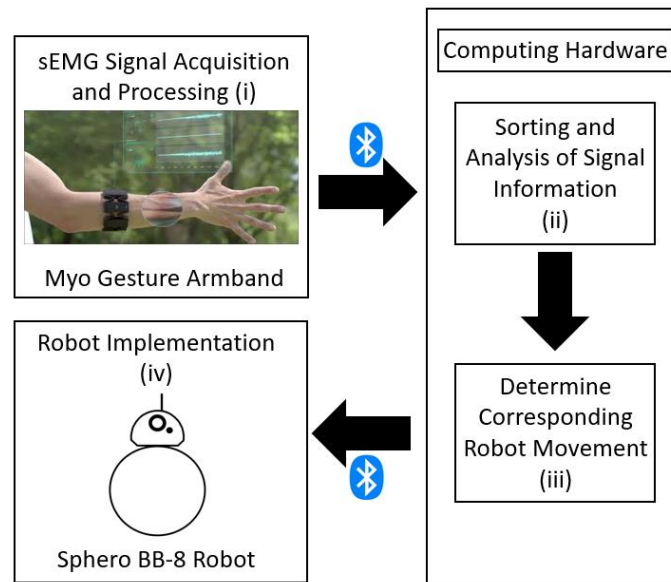 sEMG Signal Acquisition
and Processing (i)
Myo Gesture Armband
Computing Hardware
Sorting and
Analysis of Signal
Information
(ii)
Determine
Corresponding
Robot Movement
(iii)
Robot Implementation
(iv)
Sphero BB-8 Robot